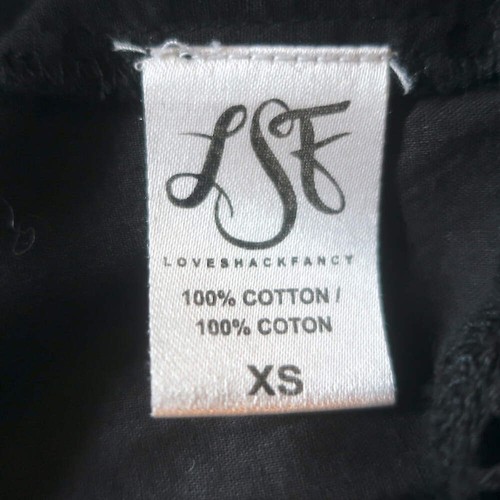 LSF
LOVESHACKFANCY
100% COTTON /
100% COTON
XS